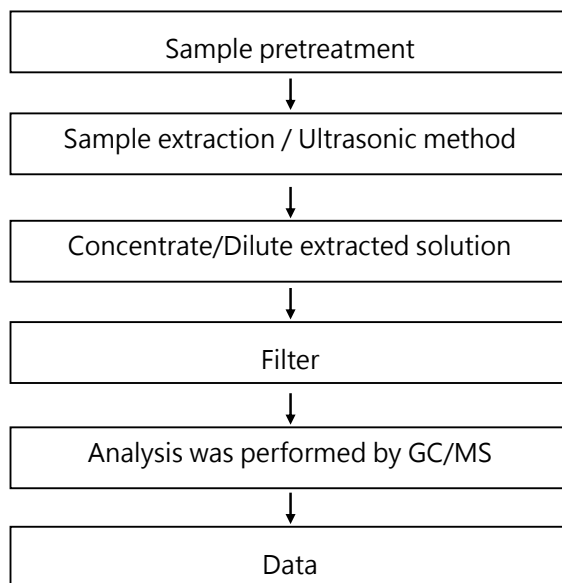 Sample pretreatment
Sample extraction / Ultrasonic method
Concentrate/Dilute extracted solution
Filter
Analysis was performed by GC/MS
Data